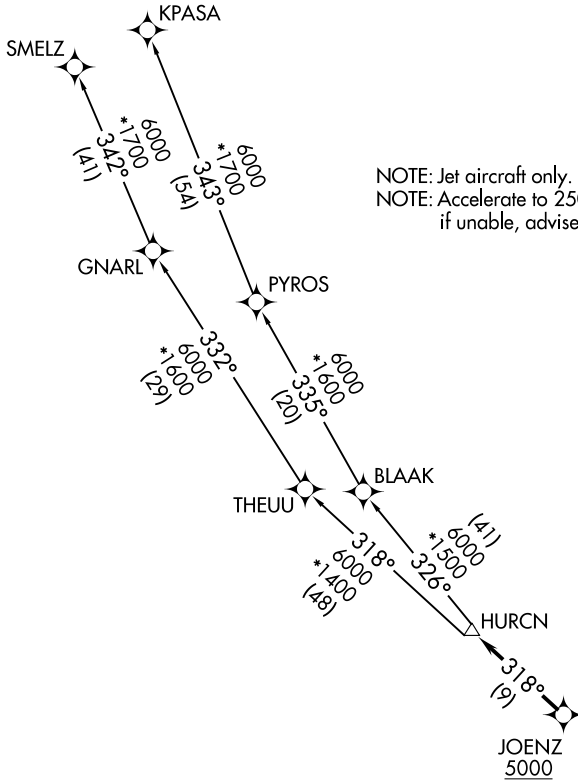 KPASA
SMELZ
6000
*1700
342°
(41)
6000
*1700
343°
(54)
NOTE: Jet aircraft only.
NOTE: Accelerate to 250
if unable, advise
GNARL
PYROS
332°
6000
*1600
(29)
6000
*1600
335°
(20)
BLAAK
THEUU
318°
6000
*1400
(48)
(41)
6000
*1500
326°
HURCN
318°
(9)
JOENZ
5000